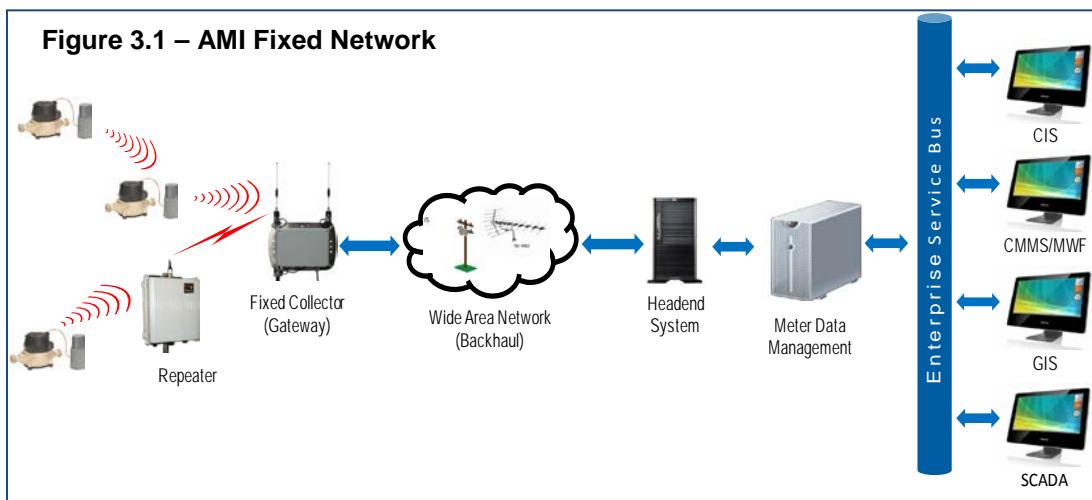 Figure 3.1 – AMI Fixed Network
Fixed Collector
(Gateway)
Repeater
Wide Area Network
(Backhaul)
Headend
System
Meter Data
Management
Enterprise Service Bus
CIS
CMMS/MWF
GIS
SCADA